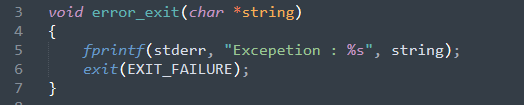 3 void error_exit(char *string)
4 {
5 fprintf(stderr, "Excepetion : %s", string);
6 exit(EXIT_FAILURE);
7 }